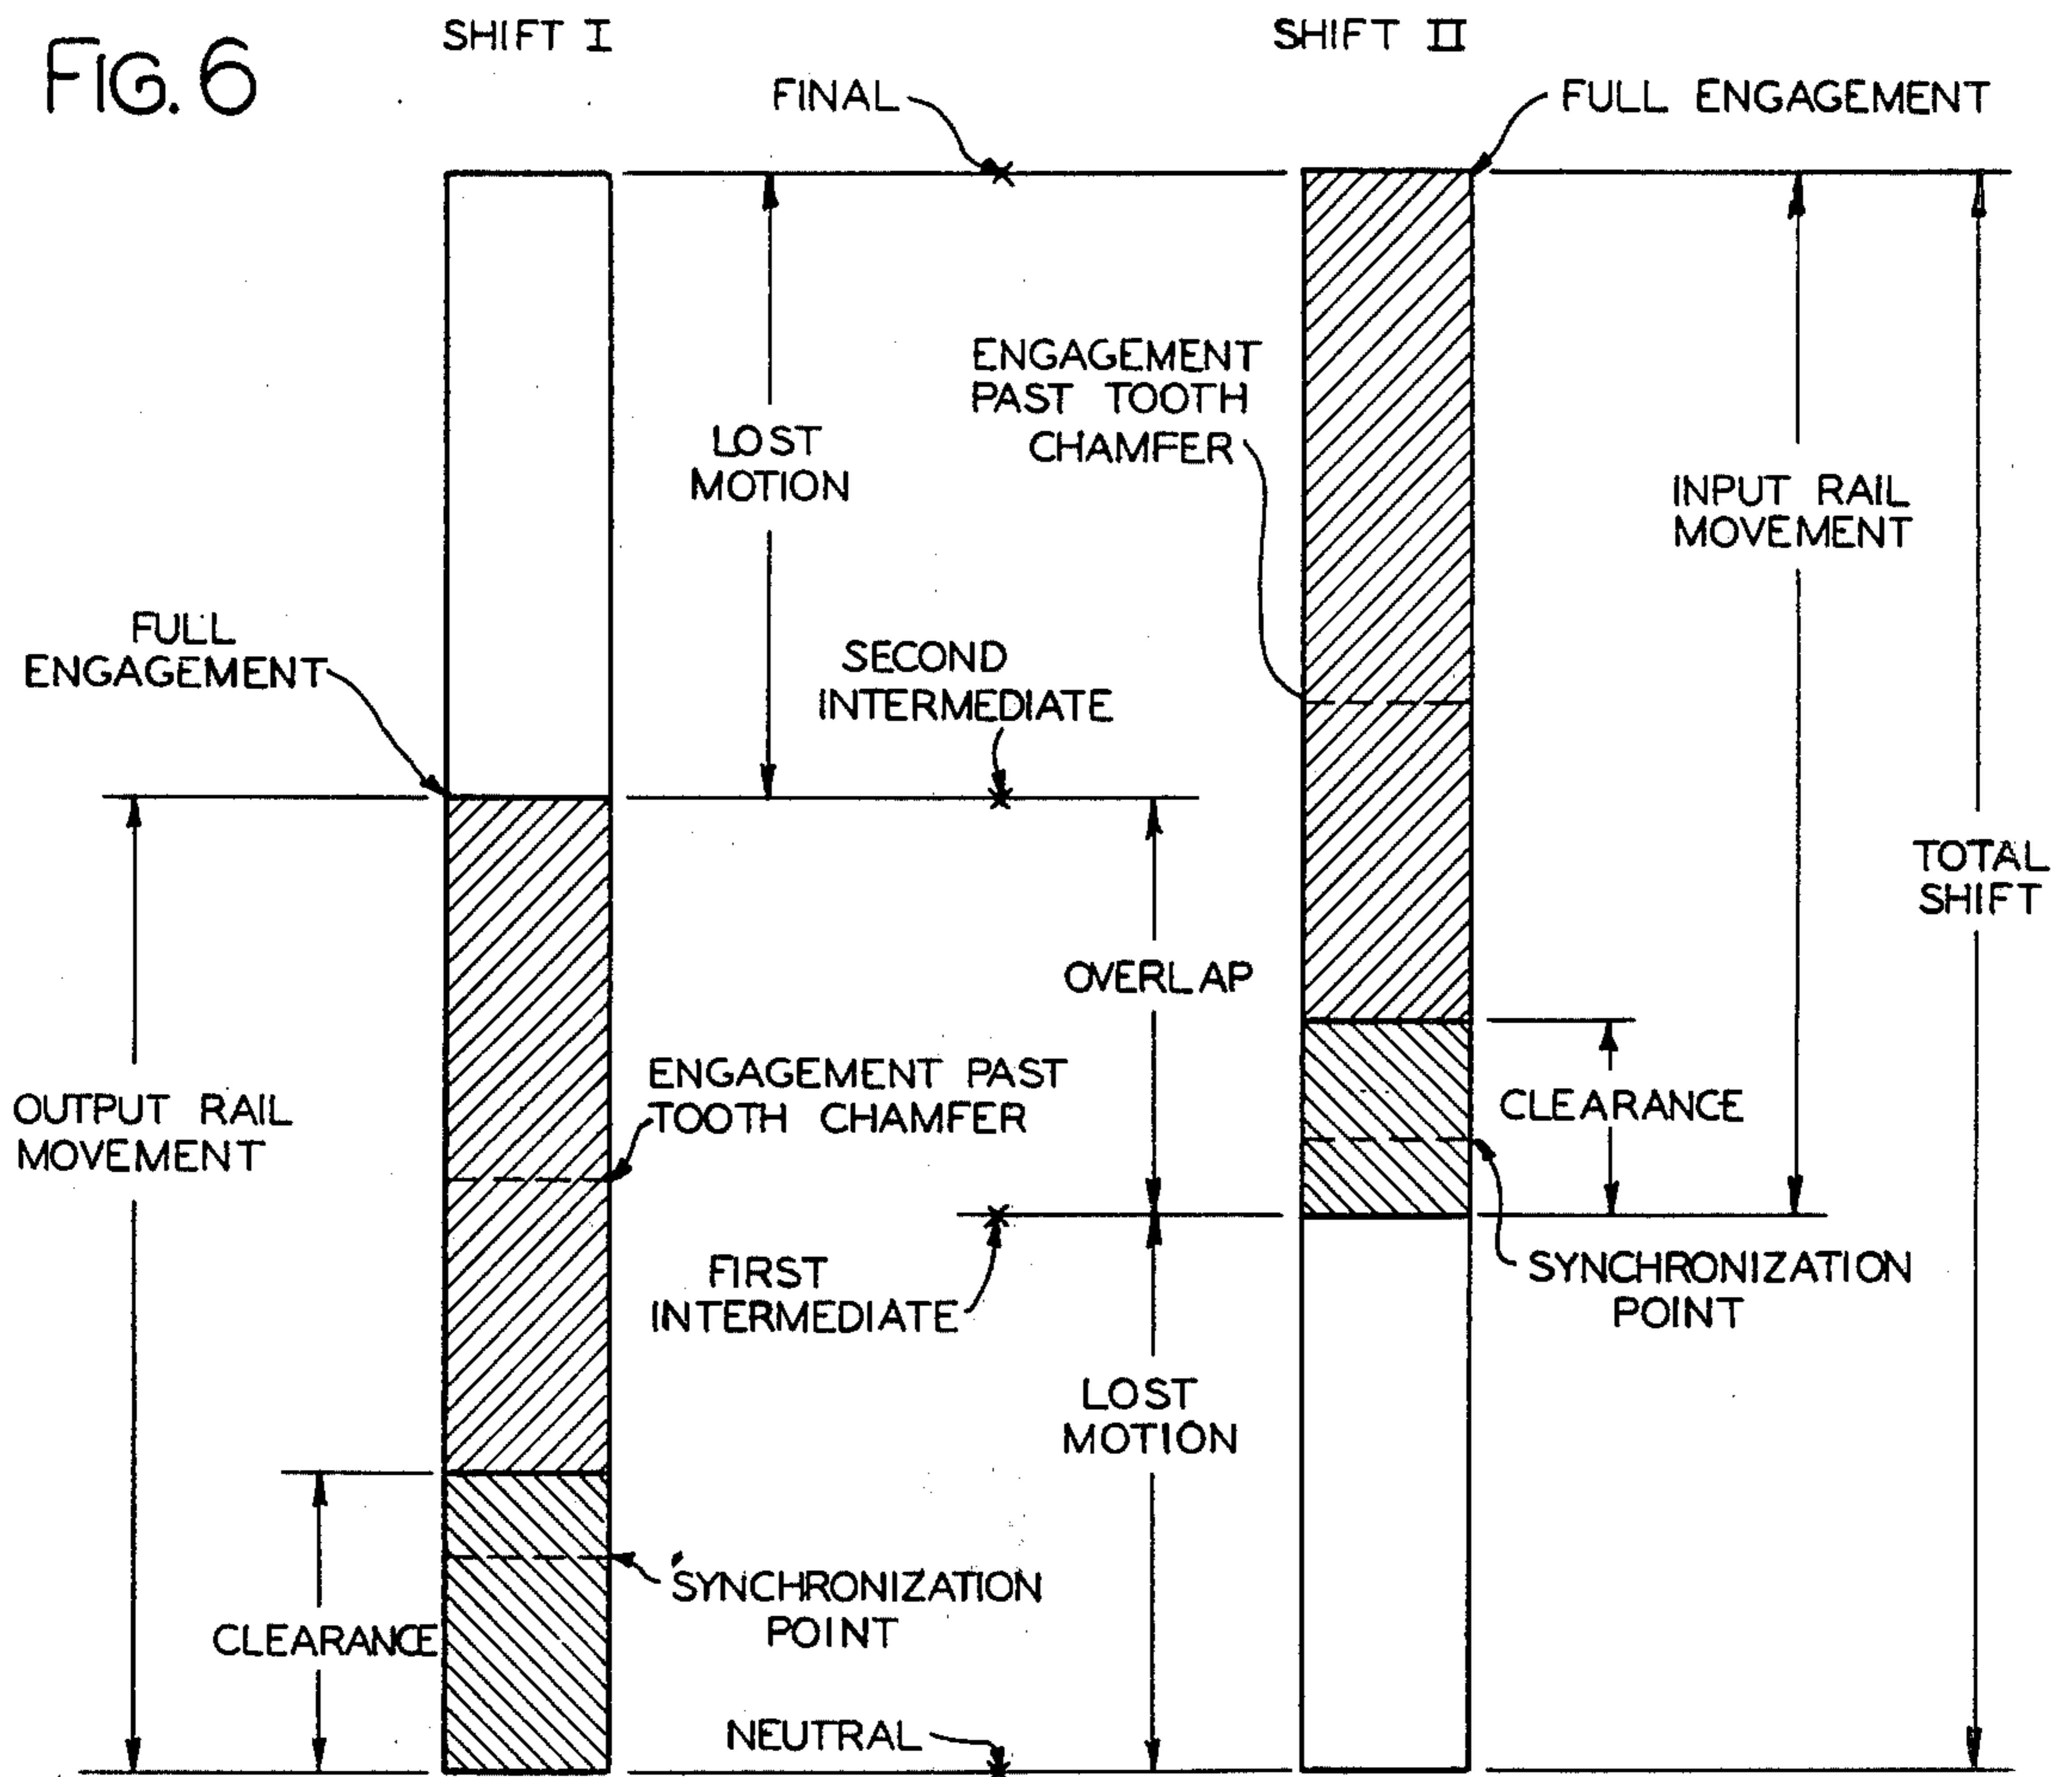 FIG. 6
SHIFT I
SHIFT II
FINAL
FULL ENGAGEMENT
ENGAGEMENT
PAST TOOTH
CHAMFER
LOST
MOTION
INPUT RAIL
MOVEMENT
FULL
ENGAGEMENT
SECOND
INTERMEDIATE
TOTAL
SHIFT
OVERLAP
ENGAGEMENT PAST
TOOTH CHAMFER
OUTPUT RAIL
MOVEMENT
CLEARANCE
FIRST
INTERMEDIATE
SYNCHRONIZATION
POINT
LOST
MOTION
SYNCHRONIZATION
POINT
CLEARANCE
NEUTRAL